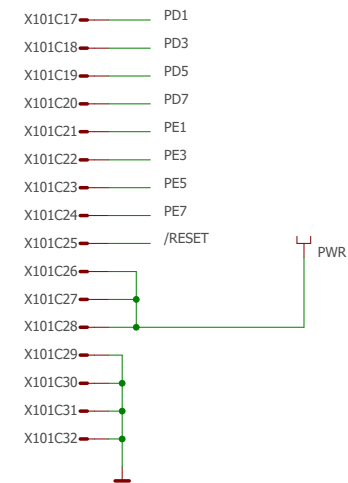 X101C17 PD1
X101C18 PD3
X101C19 PD5
X101C20 PD7
X101C21 PE1
X101C22 PE3
X101C23 PE5
X101C24 PE7
X101C25 /RESET
X101C26
PWR
X101C27
X101C28
X101C29
X101C30
X101C31
X101C32